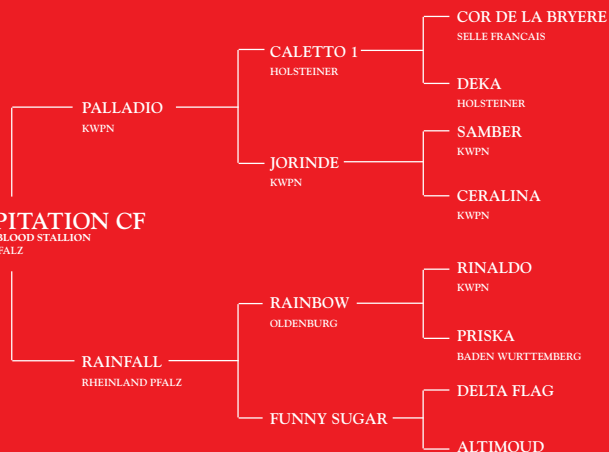 COR DE LA BRYERE
SELLE FRANCAIS
CALETTO 1
HOLSTEINER
DEKA
HOLSTEINER
PALLADIO
KWPN
SAMBER
KWPN
JORINDE
KWPN
CERALINA
KWPN
PITATION CF
BLOOD STALLION
FALZ
RINALDO
KWPN
RAINBOW
OLDENBURG
PRISKA
BADEN WURTTEMBERG
RAINFALL
RHEINLAND PFALZ
DELTA FLAG
FUNNY SUGAR
ALTIMOUD